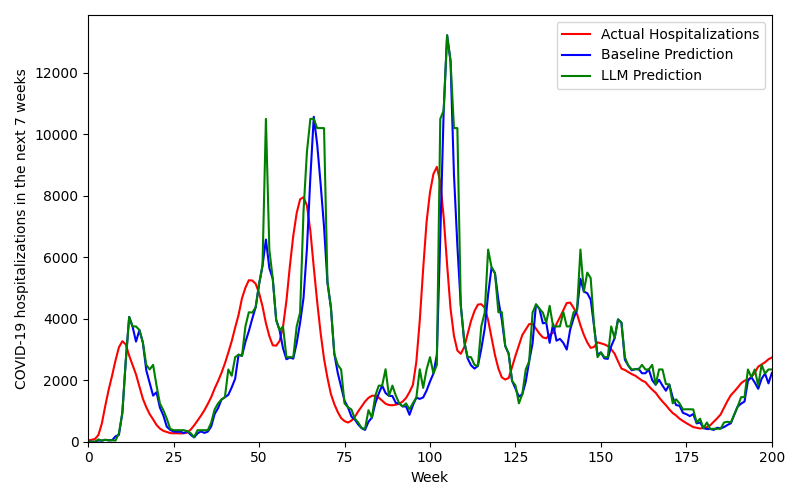 Actual Hospitalizations
Baseline Prediction
LLM Prediction
COVID-19 hospitalizations in the next 7 weeks
12000
10000
8000
6000
4000
2000
0
0 25 50 75 100 125 150 175 200
Week